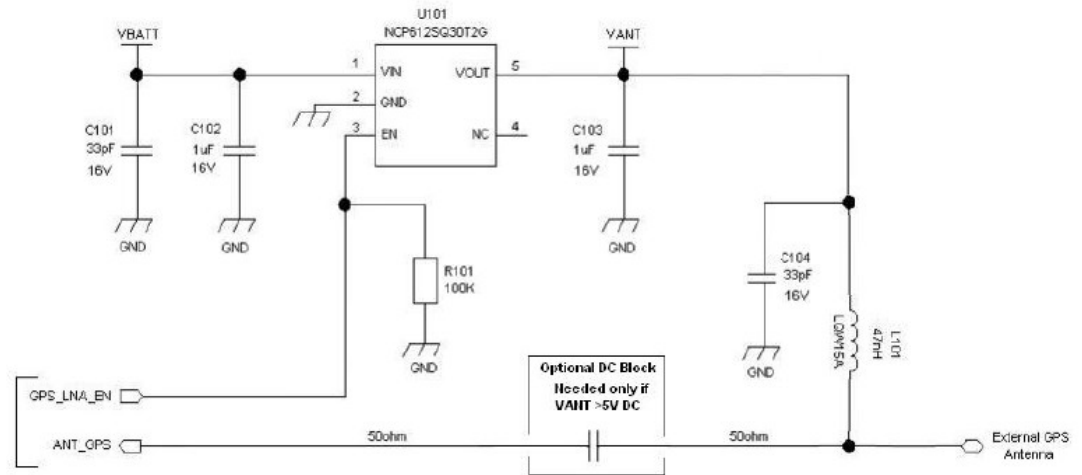 U101
NCP612SQ30T2G
VBATT
VANT
1
VIN
VOUT
5
2
GND
3
EN
NC
4
C101
33pF
16V
C102
1uF
16V
C103
1uF
16V
GND
GND
GND
R101
100K
C104
33pF
16V
L101
47nH
LQW15A
GND
GND
Optional DC Block
Needed only if
VANT >5V DC
GPS_LNA_EN
ANT_GPS
50ohm
50ohm
External GPS
Antenna